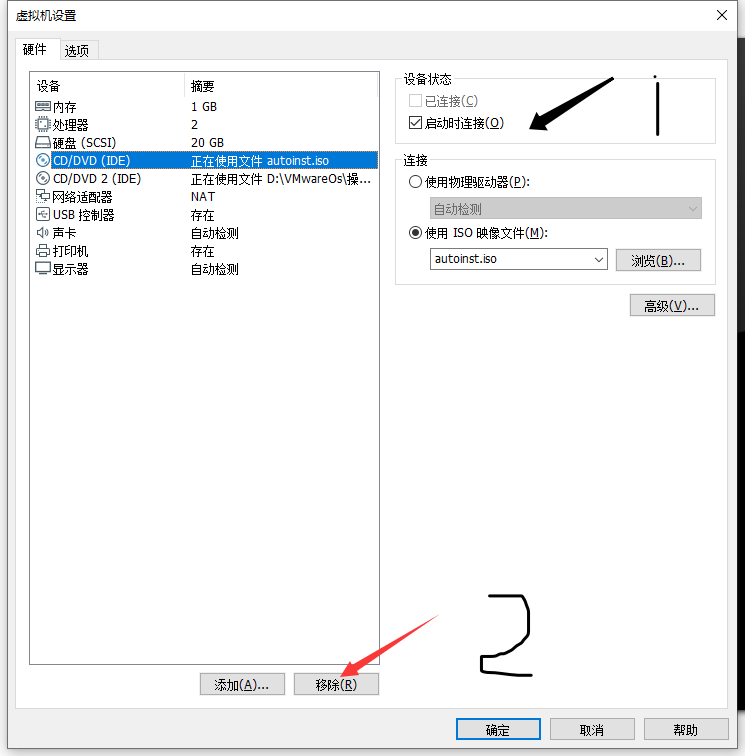 虚拟机设置
硬件 选项
设备 摘要
内存 1 GB
处理器 2
硬盘 (SCSI) 20 GB
CD/DVD (IDE) 正在使用文件 autoinst.iso
CD/DVD 2 (IDE) 正在使用文件 D:\VMwareOs\操...
网络适配器 NAT
USB 控制器 存在
声卡 自动检测
打印机 存在
显示器 自动检测
添加(A)... 移除(R)
设备状态
已连接(C)
启动时连接(O)
1
连接
使用物理驱动器(P):
自动检测
使用 ISO 映像文件(M):
autoinst.iso 浏览(B)...
高级(V)...
2
确定 取消 帮助